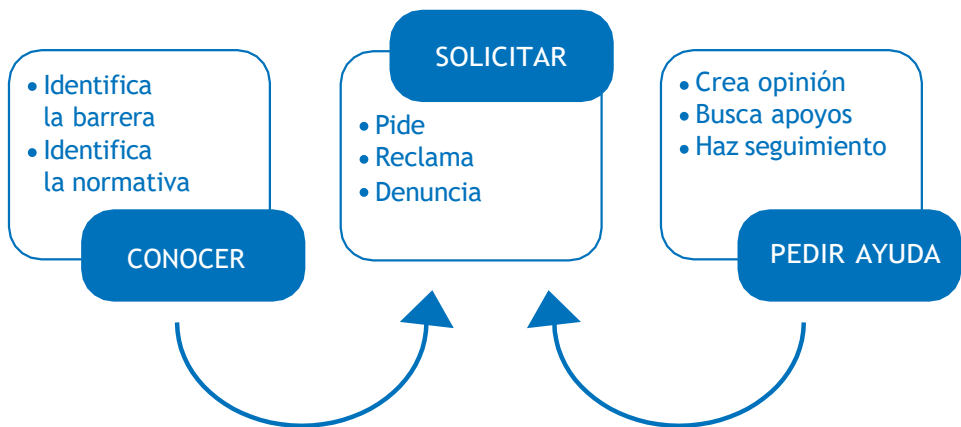 • Identifica
la barrera
• Identifica
la normativa
CONOCER
SOLICITAR
• Pide
• Reclama
• Denuncia
• Crea opinión
• Busca apoyos
• Haz seguimiento
PEDIR AYUDA